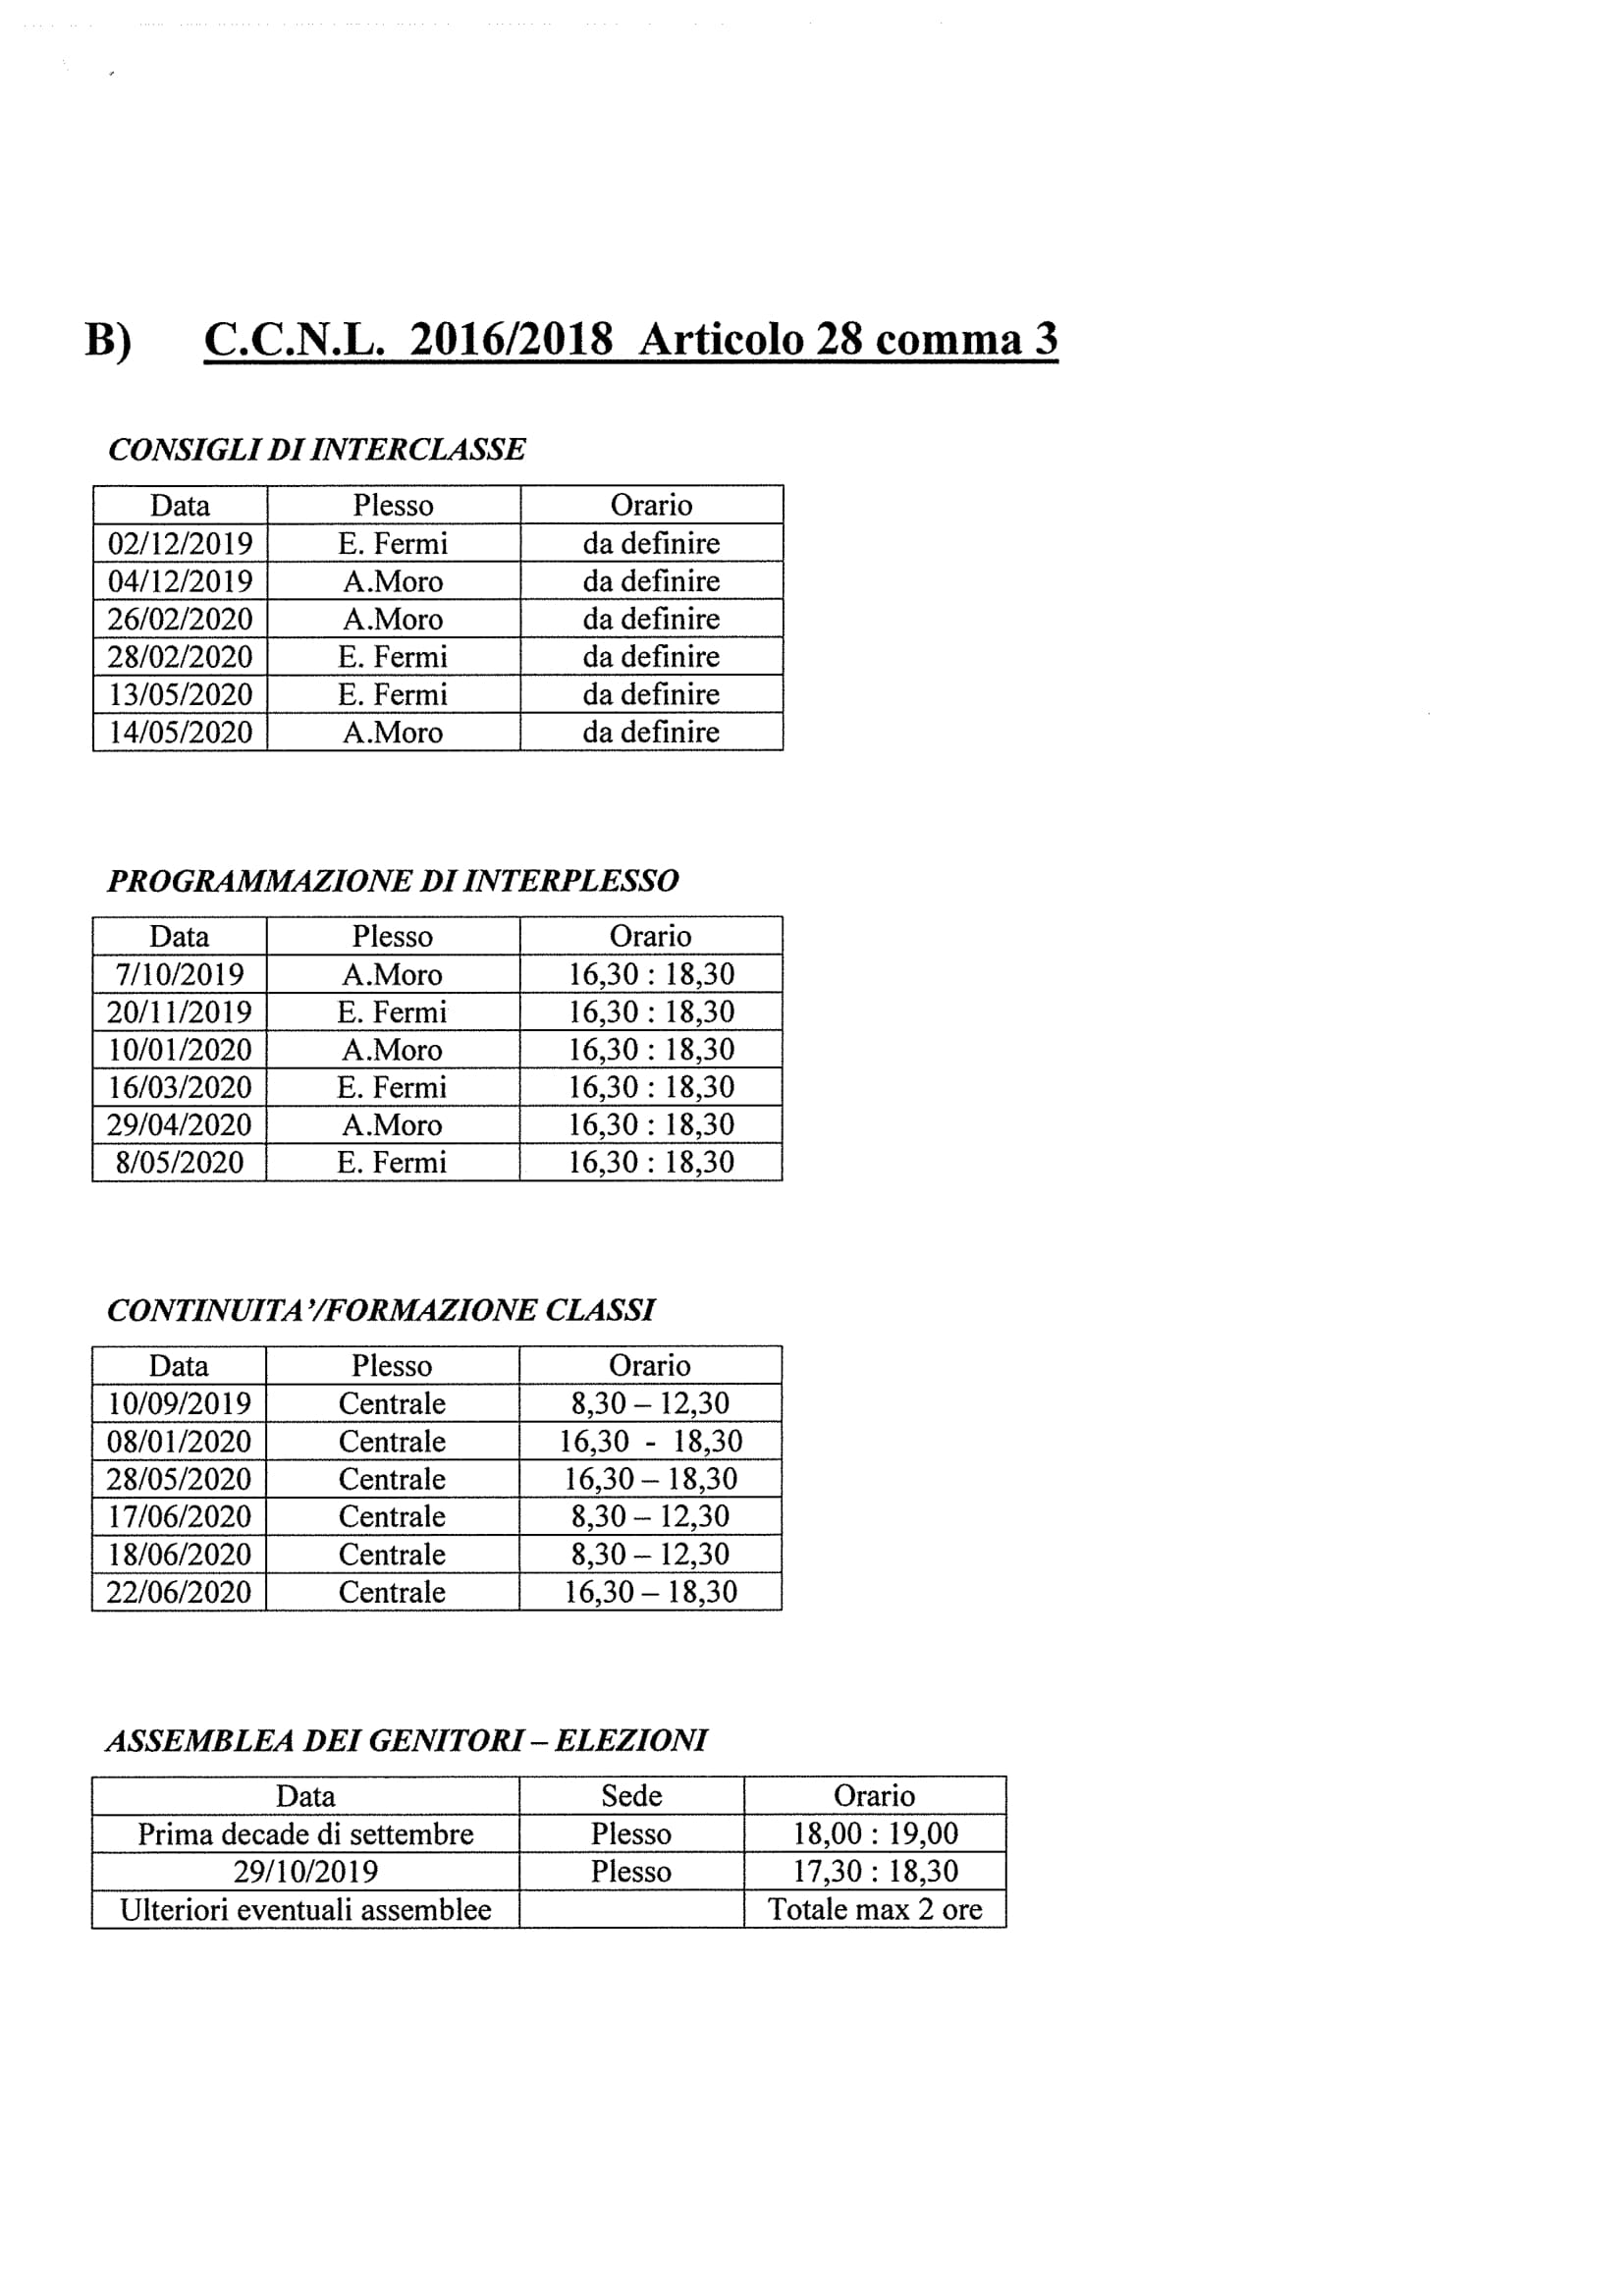 B) C.C.N.L. 2016/2018 Articolo 28 comma 3
CONSIGLI DI INTERCLASSE
Data Plesso Orario
02/12/2019 E. Fermi da definire
04/12/2019 A.Moro da definire
26/02/2020 A.Moro da definire
28/02/2020 E. Fermi da definire
13/05/2020 E. Fermi da definire
14/05/2020 A.Moro da definire
PROGRAMMAZIONE DI INTERPLESSO
Data Plesso Orario
7/10/2019 A.Moro 16,30 : 18,30
20/11/2019 E. Fermi 16,30 : 18,30
10/01/2020 A.Moro 16,30 : 18,30
16/03/2020 E. Fermi 16,30 : 18,30
29/04/2020 A.Moro 16,30 : 18,30
8/05/2020 E. Fermi 16,30 : 18,30
CONTINUITA’/FORMAZIONE CLASSI
Data Plesso Orario
10/09/2019 Centrale 8,30 – 12,30
08/01/2020 Centrale 16,30 - 18,30
28/05/2020 Centrale 16,30 – 18,30
17/06/2020 Centrale 8,30 – 12,30
18/06/2020 Centrale 8,30 – 12,30
22/06/2020 Centrale 16,30 – 18,30
ASSEMBLEA DEI GENITORI – ELEZIONI
Data Sede Orario
Prima decade di settembre Plesso 18,00 : 19,00
29/10/2019 Plesso 17,30 : 18,30
Ulteriori eventuali assemblee Totale max 2 ore